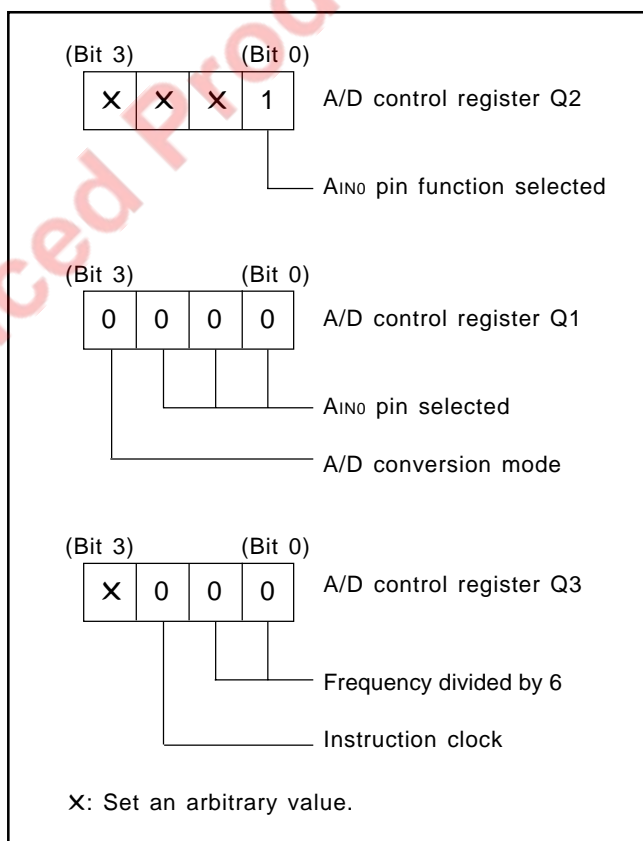 (Bit 3) (Bit 0)
X X X 1 A/D control register Q2
AIN0 pin function selected
(Bit 3) (Bit 0)
0 0 0 0 A/D control register Q1
AIN0 pin selected
A/D conversion mode
(Bit 3) (Bit 0)
X 0 0 0 A/D control register Q3
Frequency divided by 6
Instruction clock
X: Set an arbitrary value.